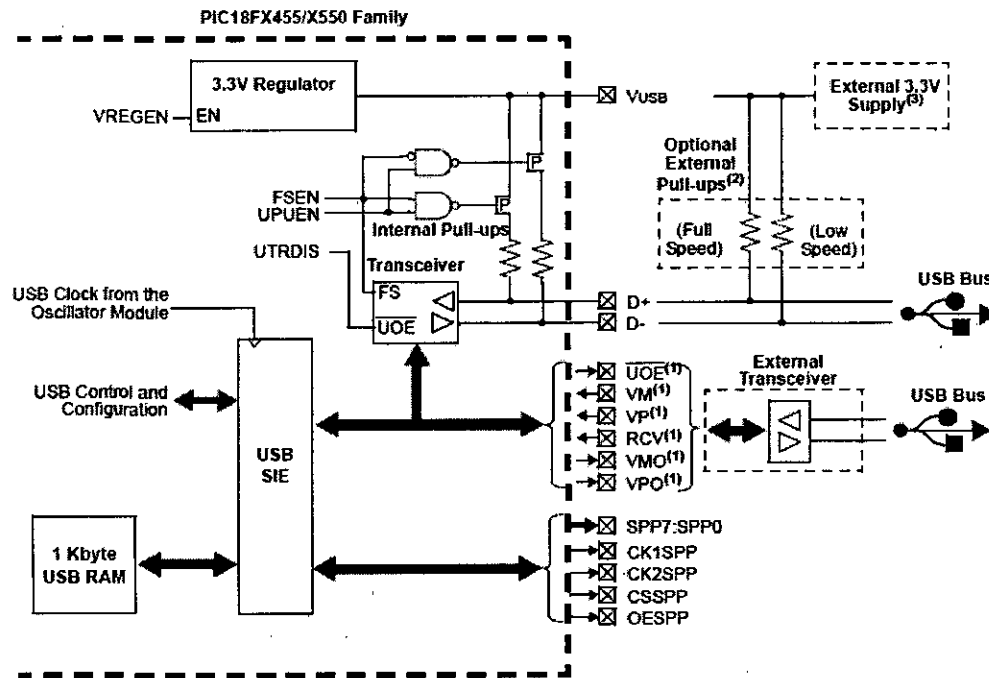 PIC18FX455/X550 Family
3.3V Regulator
EN
VREGEN
VUSB
External 3.3V
Supply(3)
Optional
External
Pull-ups(2)
FSEN
UPUEN
P
P
Internal Pull-ups
(Full
Speed)
(Low
Speed)
UTRDIS
Transceiver
FS
UOE
USB Clock from the
Oscillator Module
D+
D-
USB Bus
USB Control and
Configuration
USB
SIE
UOE(1)
VM(1)
VP(1)
RCV(1)
VMO(1)
VPO(1)
External
Transceiver
USB Bus
1 Kbyte
USB RAM
SPP7:SPP0
CK1SPP
CK2SPP
CSSPP
OESPP